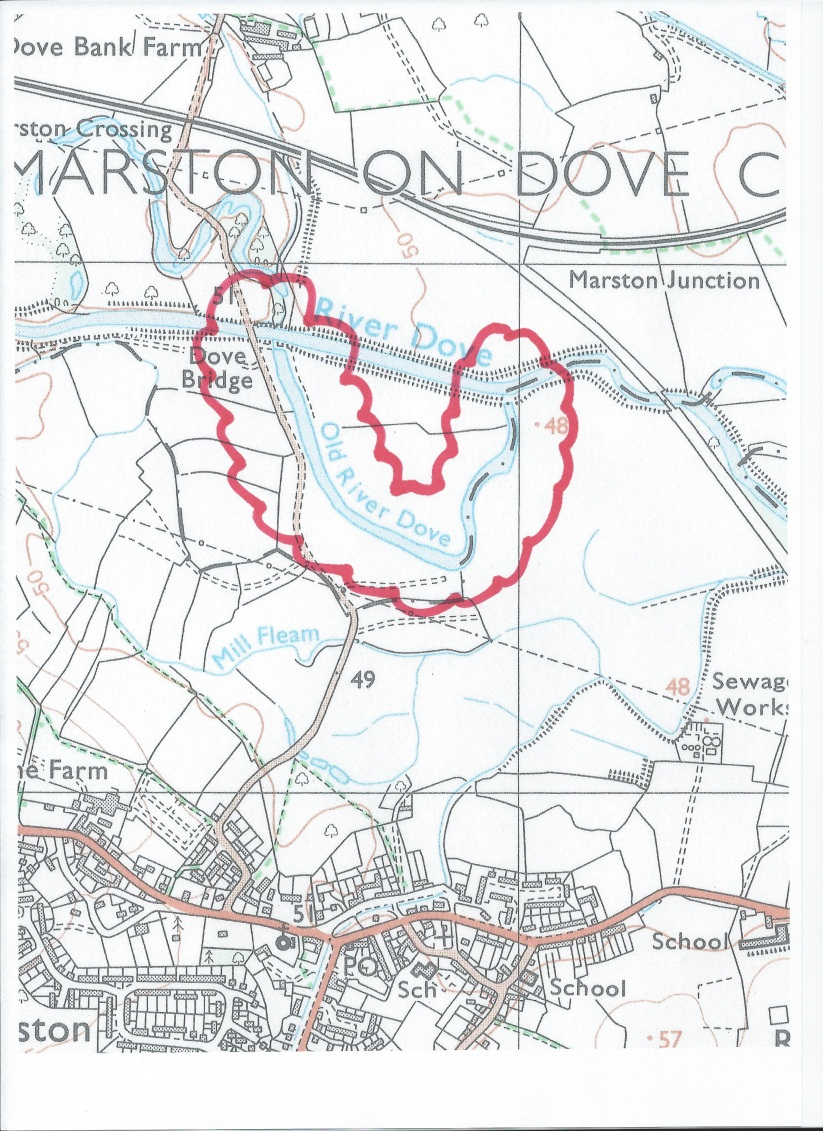 Dove Bank Farm
rston Crossing
MARSTON ON DOVE C
50
Marston Junction
51
River Dove
Dove
Bridge
48
Old River Dove
50
Mill Fleam
49
48
Sewag
Works
ne Farm
51
School
PO
Sch
School
ston
57
R